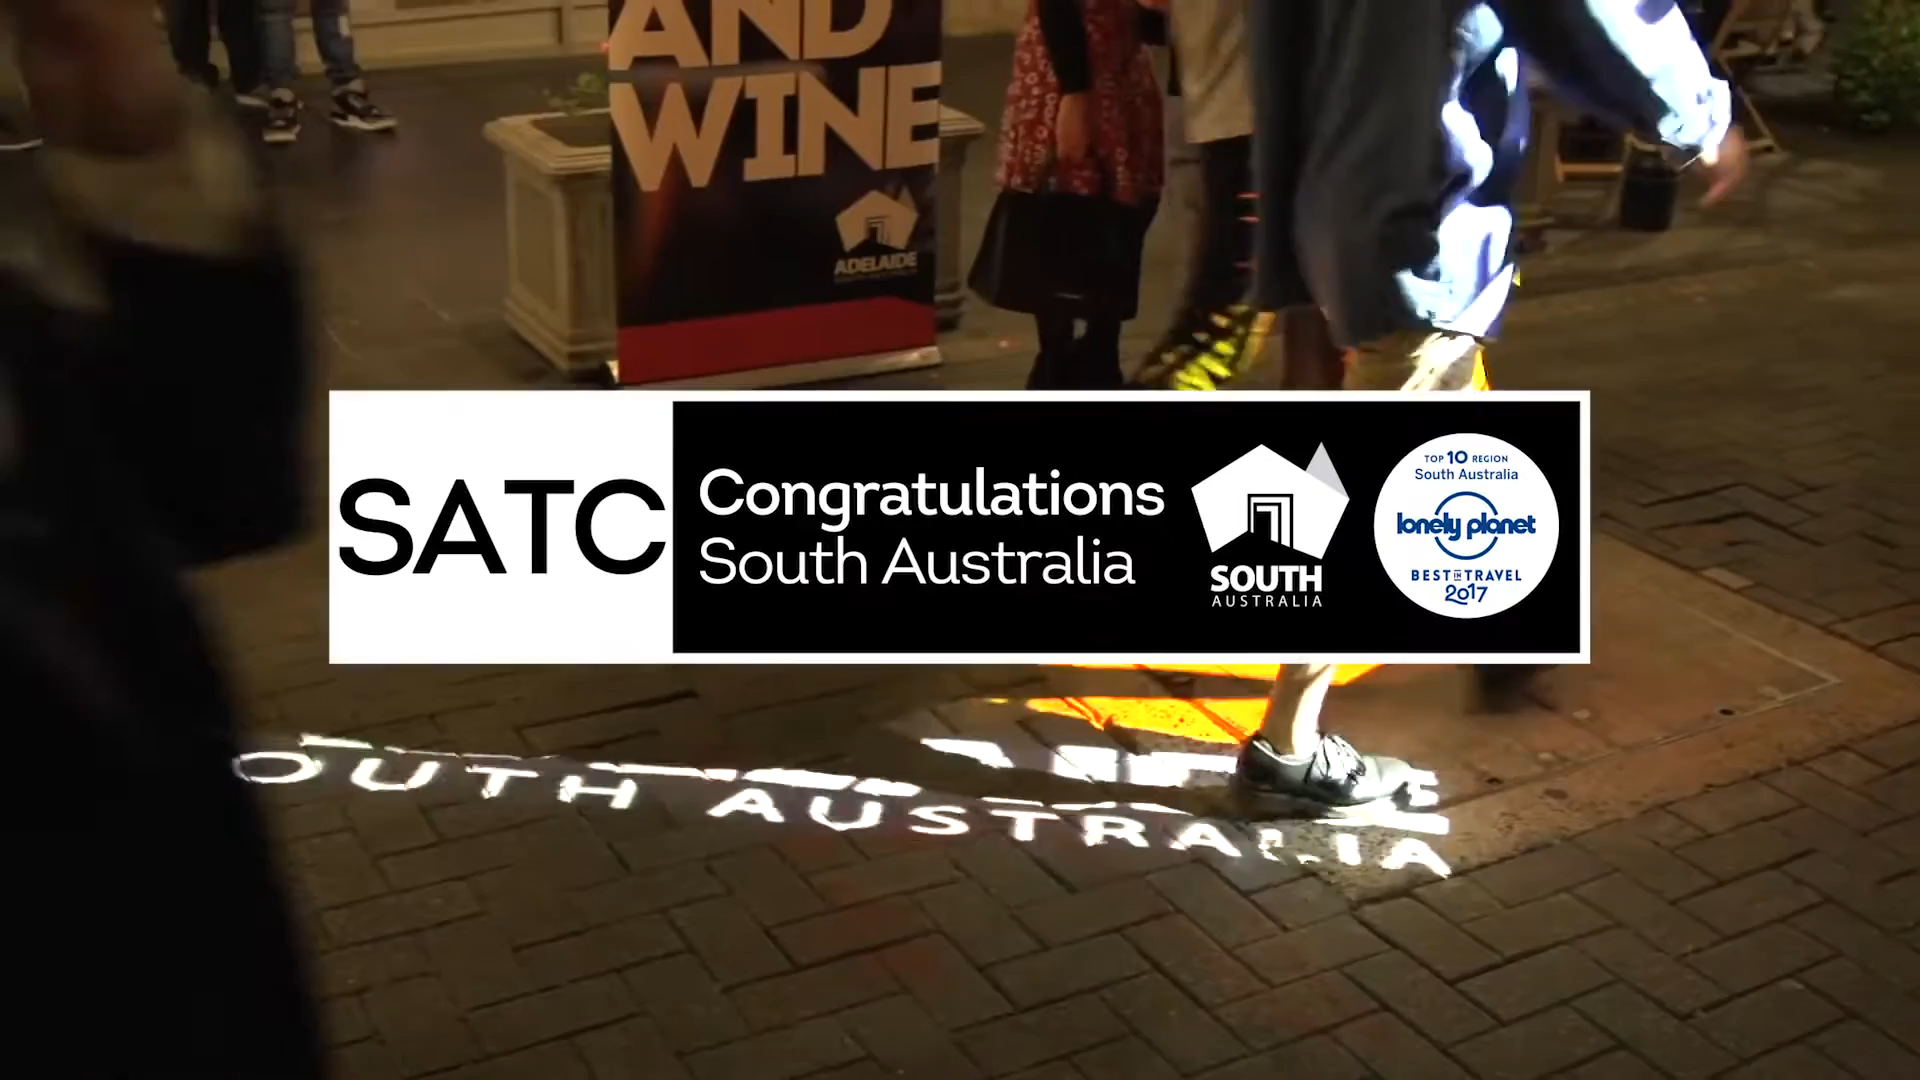 AND
WINE
ADELAIDE
SATC
Congratulations
South Australia
SOUTH
AUSTRALIA
TOP 10 REGION
South Australia
lonely planet
BEST IN TRAVEL
2017
OUTH AUSTRALIA